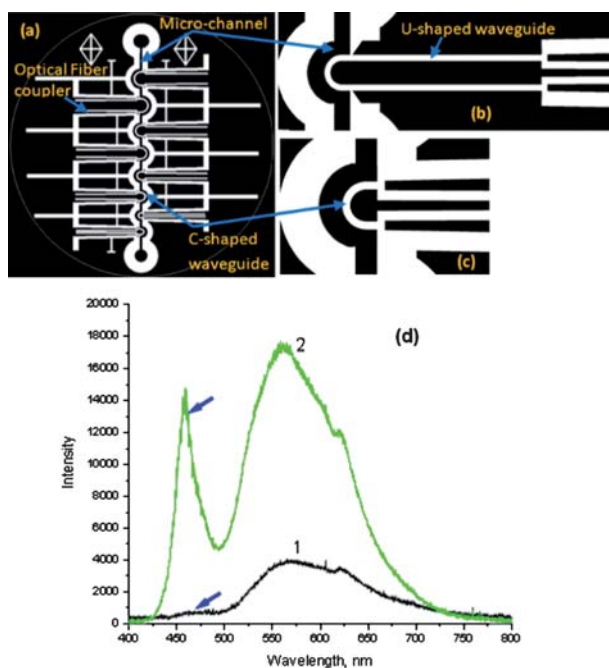 (a)
Micro-channel
U-shaped waveguide
Optical Fiber
coupler
(b)
C-shaped
waveguide
(c)
(d)
20000
18000
16000
14000
12000
10000
8000
6000
4000
2000
0
Intensity
2
1
400 450 500 550 600 650 700 750 800
Wavelength, nm